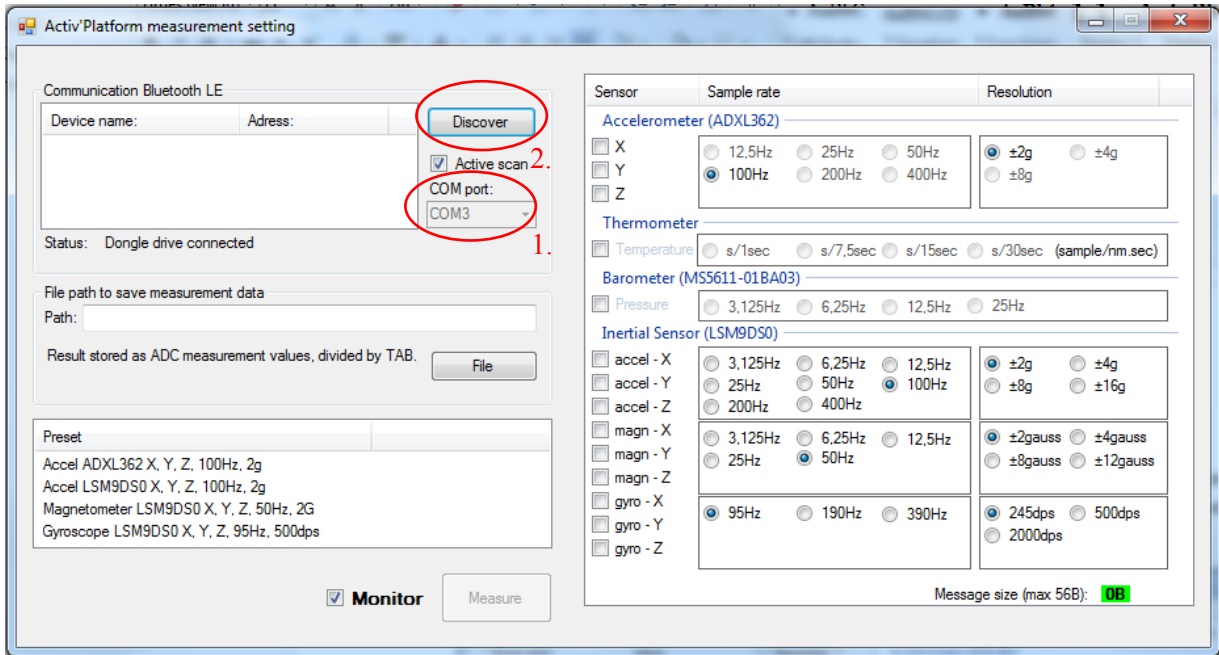 Activ'Platform measurement setting
Communication Bluetooth LE
Device name: Adress:
Discover
2.
Active scan
COM port:
COM3
1.
Status: Dongle drive connected
File path to save measurement data
Path:
Result stored as ADC measurement values, divided by TAB.
File
Preset
Accel ADXL362 X, Y, Z, 100Hz, 2g
Accel LSM9DS0 X, Y, Z, 100Hz, 2g
Magnetometer LSM9DS0 X, Y, Z, 50Hz, 2G
Gyroscope LSM9DS0 X, Y, Z, 95Hz, 500dps
Monitor
Measure
Sensor Sample rate Resolution
Accelerometer (ADXL362)
X 12,5Hz 25Hz 50Hz ±2g ±4g
Y 100Hz 200Hz 400Hz ±8g
Z
Thermometer
Temperature s/1sec s/7,5sec s/15sec s/30sec (sample/nm.sec)
Barometer (MS5611-01BA03)
Pressure 3,125Hz 6,25Hz 12,5Hz 25Hz
Inertial Sensor (LSM9DS0)
accel - X 3,125Hz 6,25Hz 12,5Hz ±2g ±4g
accel - Y 25Hz 50Hz 100Hz ±8g ±16g
accel - Z 200Hz 400Hz
magn - X 3,125Hz 6,25Hz 12,5Hz ±2gauss ±4gauss
magn - Y 25Hz 50Hz ±8gauss ±12gauss
magn - Z
gyro - X 95Hz 190Hz 390Hz 245dps 500dps
gyro - Y 2000dps
gyro - Z
Message size (max 56B): 0B